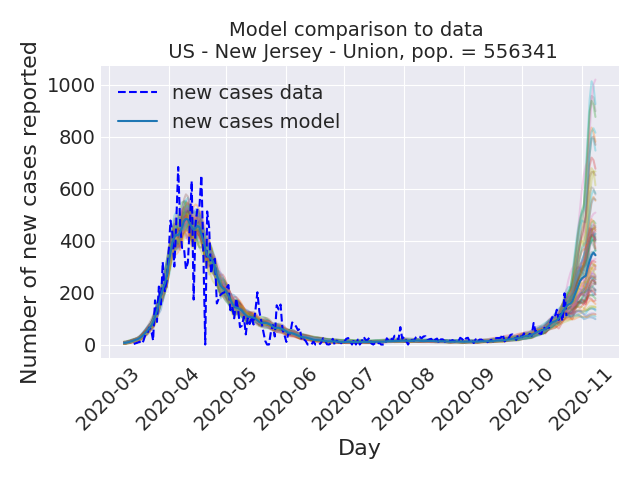 Model comparison to data
US - New Jersey - Union, pop. = 556341
Number of new cases reported
1000
800
600
400
200
0
new cases data
new cases model
2020-03
2020-04
2020-05
2020-06
2020-07
2020-08
2020-09
2020-10
2020-11
Day